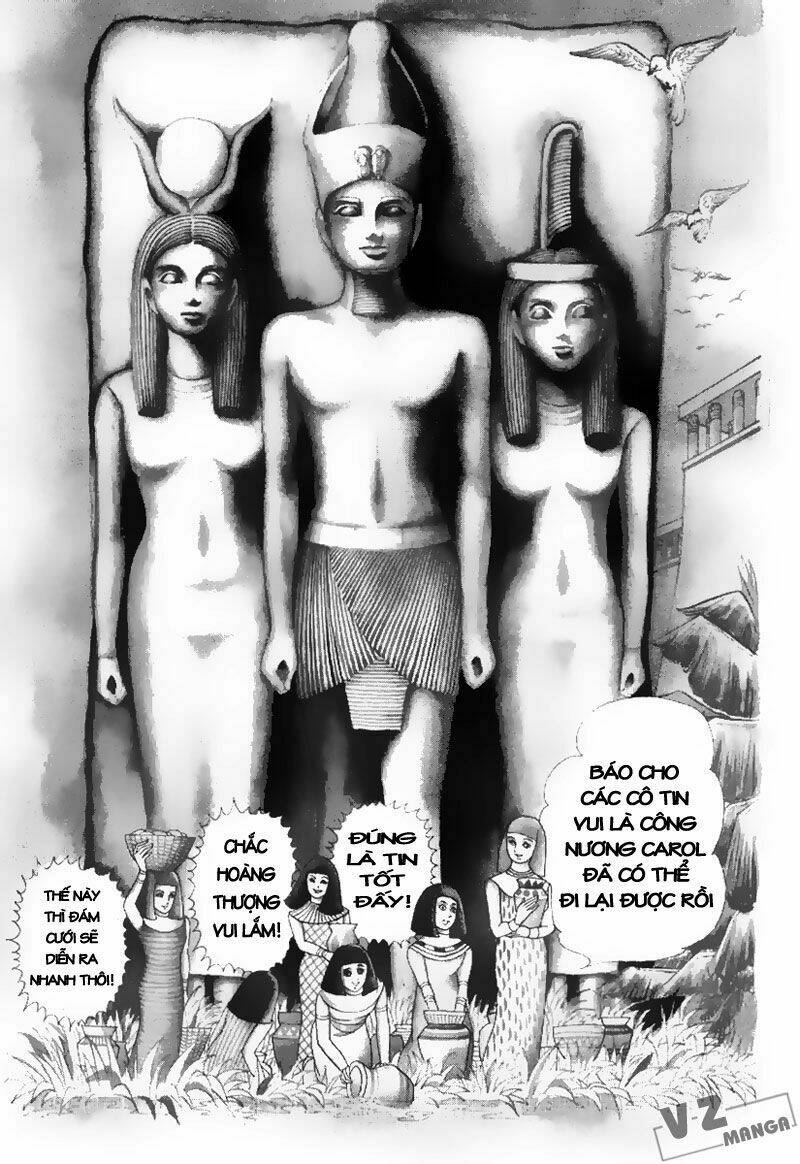 BÁO CHO
CÁC CÔ TIN
VUI LÀ CÔNG
NƯƠNG CAROL
ĐÃ CÓ THỂ
ĐI LẠI ĐƯỢC RỒI
ĐÚNG
LÀ TIN
TỐT
ĐẤY!
CHẮC
HOÀNG
THƯỢNG
VUI LẮM!
THẾ NÀY
THÌ ĐÁM
CƯỚI SẼ
DIỄN RA
NHANH THÔI!
V-Z
MANGA